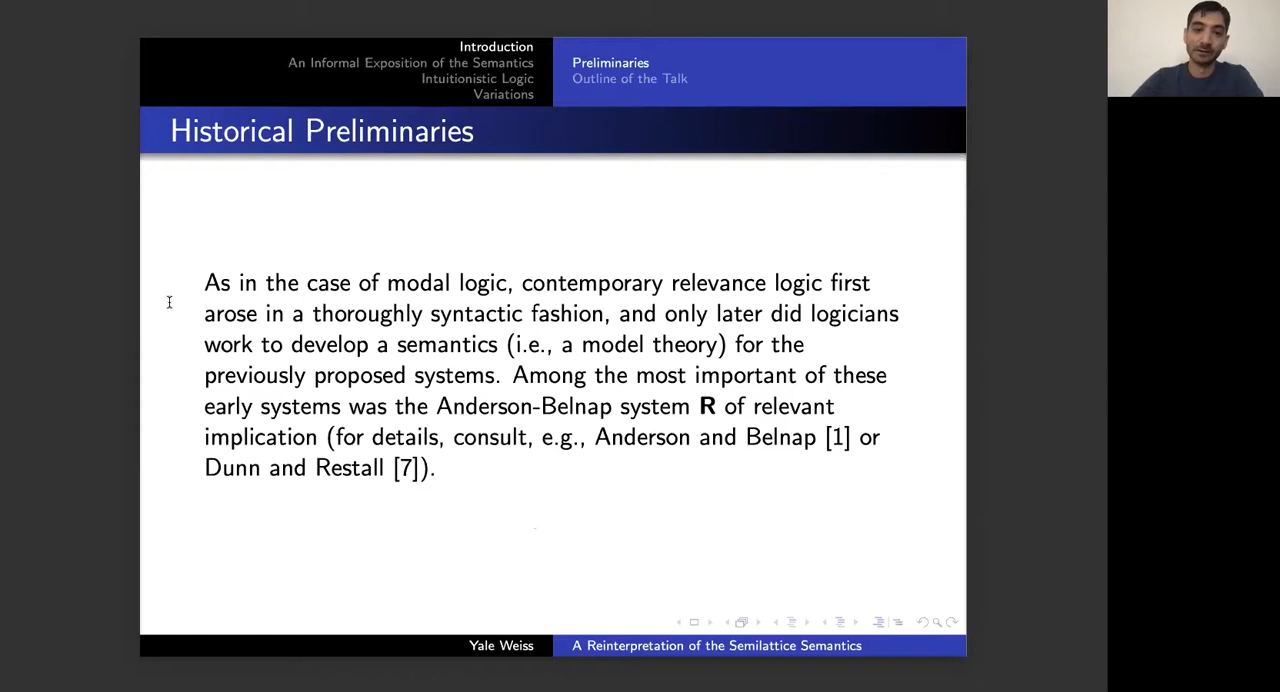 Introduction
An Informal Exposition of the Semantics
Intuitionistic Logic
Variations
Preliminaries
Outline of the Talk
Historical Preliminaries
As in the case of modal logic, contemporary relevance logic first
arose in a thoroughly syntactic fashion, and only later did logicians
work to develop a semantics (i.e., a model theory) for the
previously proposed systems. Among the most important of these
early systems was the Anderson-Belnap system R of relevant
implication (for details, consult, e.g., Anderson and Belnap [1] or
Dunn and Restall [7]).
Yale Weiss
A Reinterpretation of the Semilattice Semantics